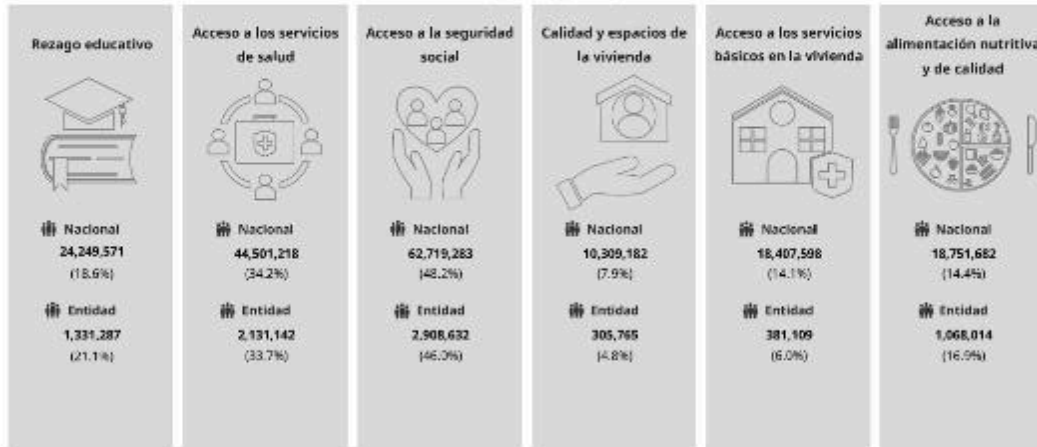 Rezago educativo
Nacional
24,249,571
(18.6%)
Entidad
1,331,287
(21.1%)
Acceso a los servicios
de salud
Nacional
44,501,218
(34.2%)
Entidad
2,131,142
(33.7%)
Acceso a la seguridad
social
Nacional
62,719,283
(48.2%)
Entidad
2,908,632
(46.0%)
Calidad y espacios de
la vivienda
Nacional
10,309,182
(7.9%)
Entidad
305,765
(4.8%)
Acceso a los servicios
básicos en la vivienda
Nacional
18,407,598
(14.1%)
Entidad
381,109
(6.0%)
Acceso a la
alimentación nutritiva
y de calidad
Nacional
18,751,682
(14.4%)
Entidad
1,068,014
(16.9%)